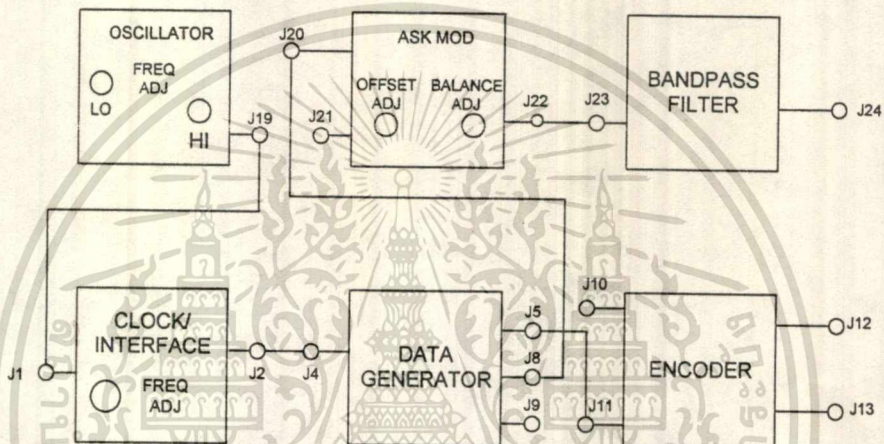 OSCILLATOR
FREQ
ADJ
LO
HI
J19
J20
J21
ASK MOD
OFFSET
ADJ
BALANCE
ADJ
J22
J23
BANDPASS
FILTER
J24
J1
CLOCK/
INTERFACE
FREQ
ADJ
J2
J4
DATA
GENERATOR
J5
J8
J9
J10
J11
ENCODER
J12
J13